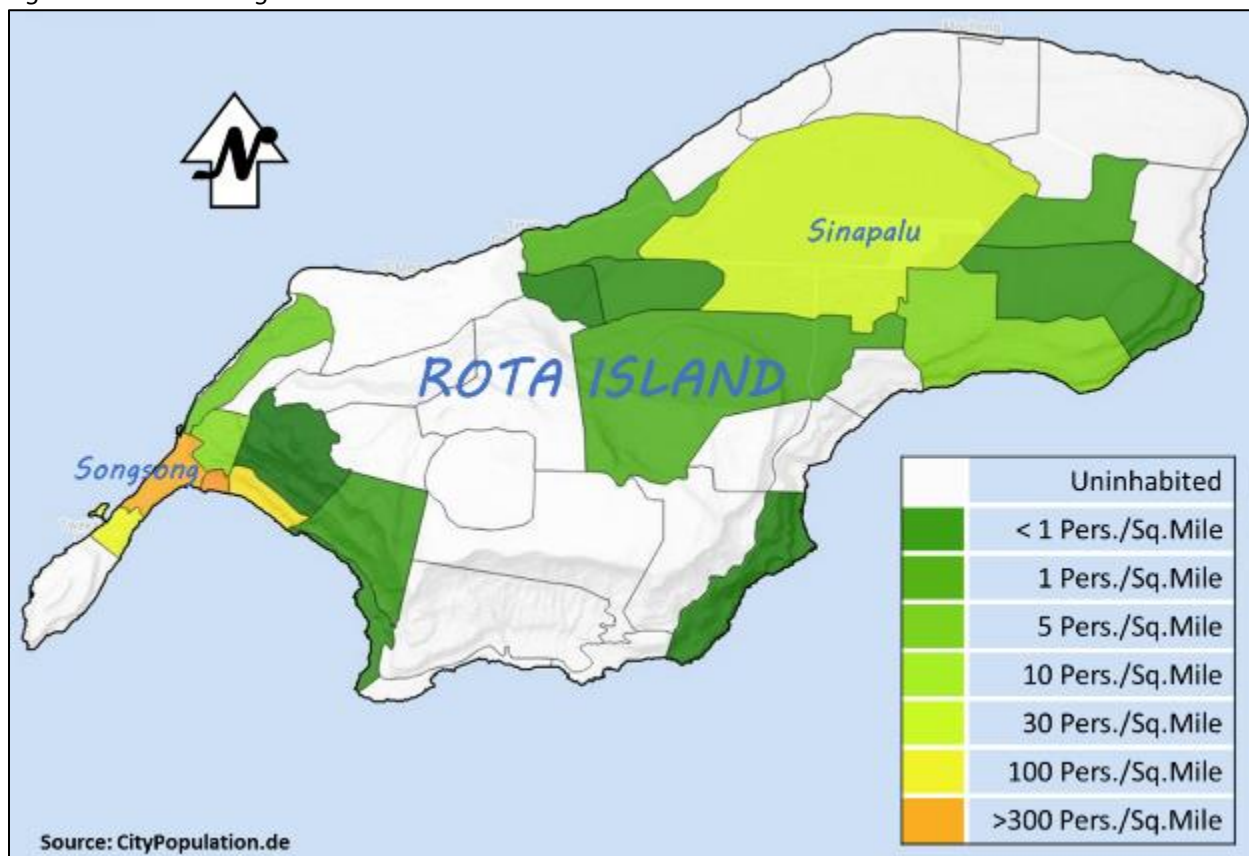 N
Sinapalu
ROTA ISLAND
Songsong
Uninhabited
< 1 Pers./Sq.Mile
1 Pers./Sq.Mile
5 Pers./Sq.Mile
10 Pers./Sq.Mile
30 Pers./Sq.Mile
100 Pers./Sq.Mile
>300 Pers./Sq.Mile
Source: CityPopulation.de